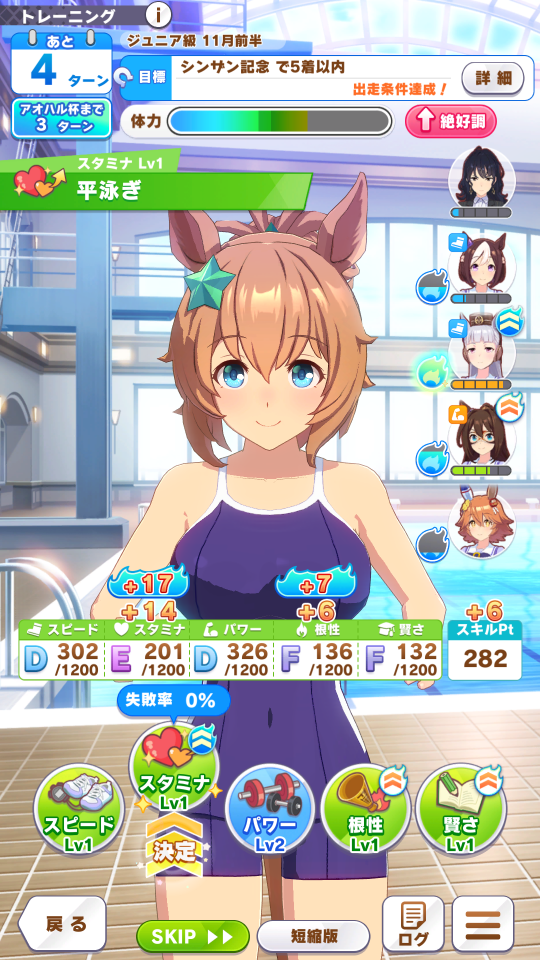 トレーニング
i
あと
4 ターン
アオハル杯まで
3 ターン
ジュニア級 11月前半
目標
シンザン記念 で5着以内
出走条件達成!
詳細
体力
絶好調
スタミナ Lv1
平泳ぎ
+17
+7
+14
+6
+6
スピード
スタミナ
パワー
根性
賢さ
スキルPt
D 302 /1200
E 201 /1200
D 326 /1200
F 136 /1200
F 132 /1200
282
失敗率 0%
スピード Lv1
スタミナ Lv1
パワー Lv2
根性 Lv1
賢さ Lv1
決定
戻る
SKIP
短縮版
ログ